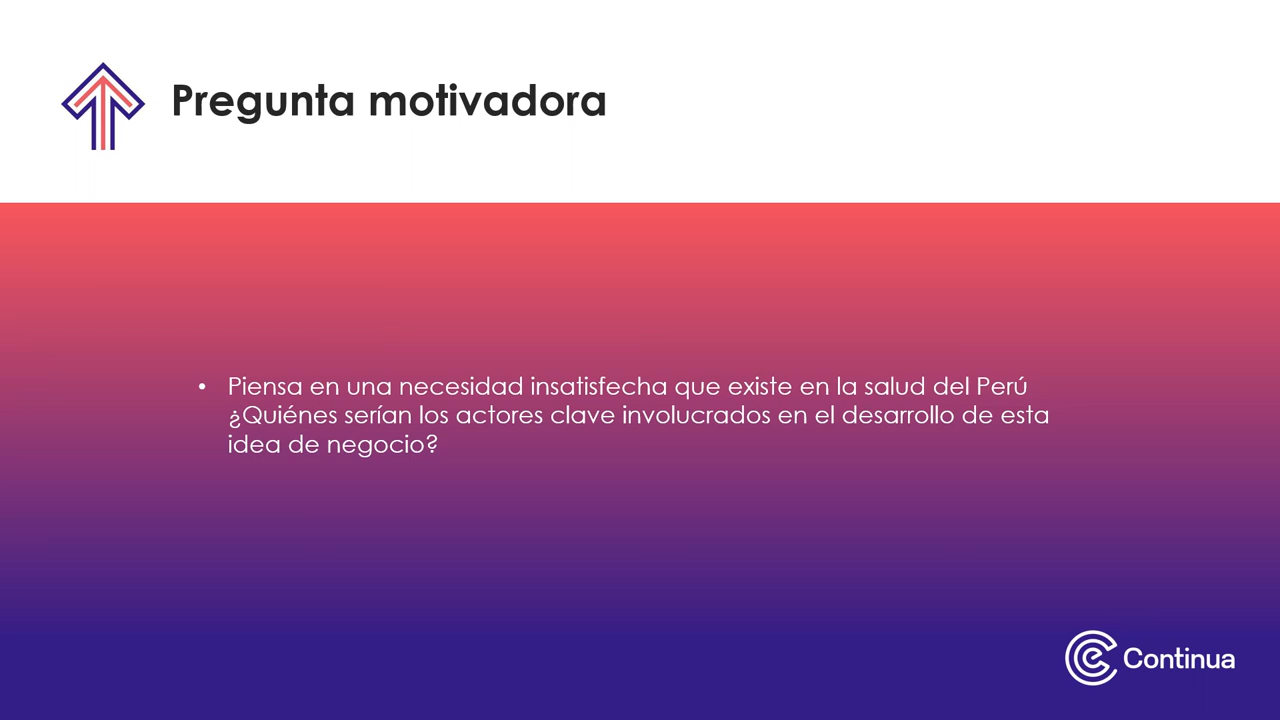 Pregunta motivadora
• Piensa en una necesidad insatisfecha que existe en la salud del Perú
¿Quiénes serían los actores clave involucrados en el desarrollo de esta
idea de negocio?
Continua